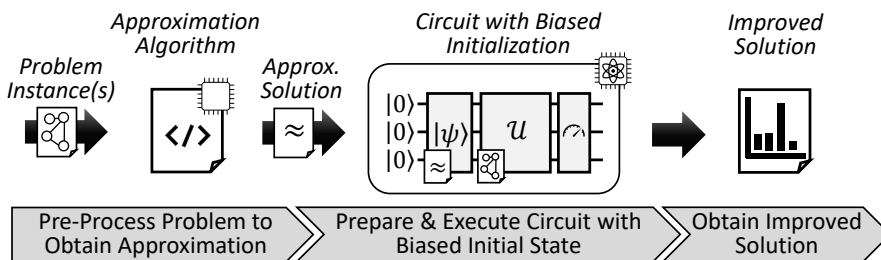 Approximation
Algorithm
Circuit with Biased
Initialization
Improved
Solution
Problem
Instance(s)
Approx.
Solution
</>
≈
|0⟩
|0⟩
|0⟩
|ψ⟩
≈
𝒰
Pre-Process Problem to
Obtain Approximation
Prepare & Execute Circuit with
Biased Initial State
Obtain Improved
Solution